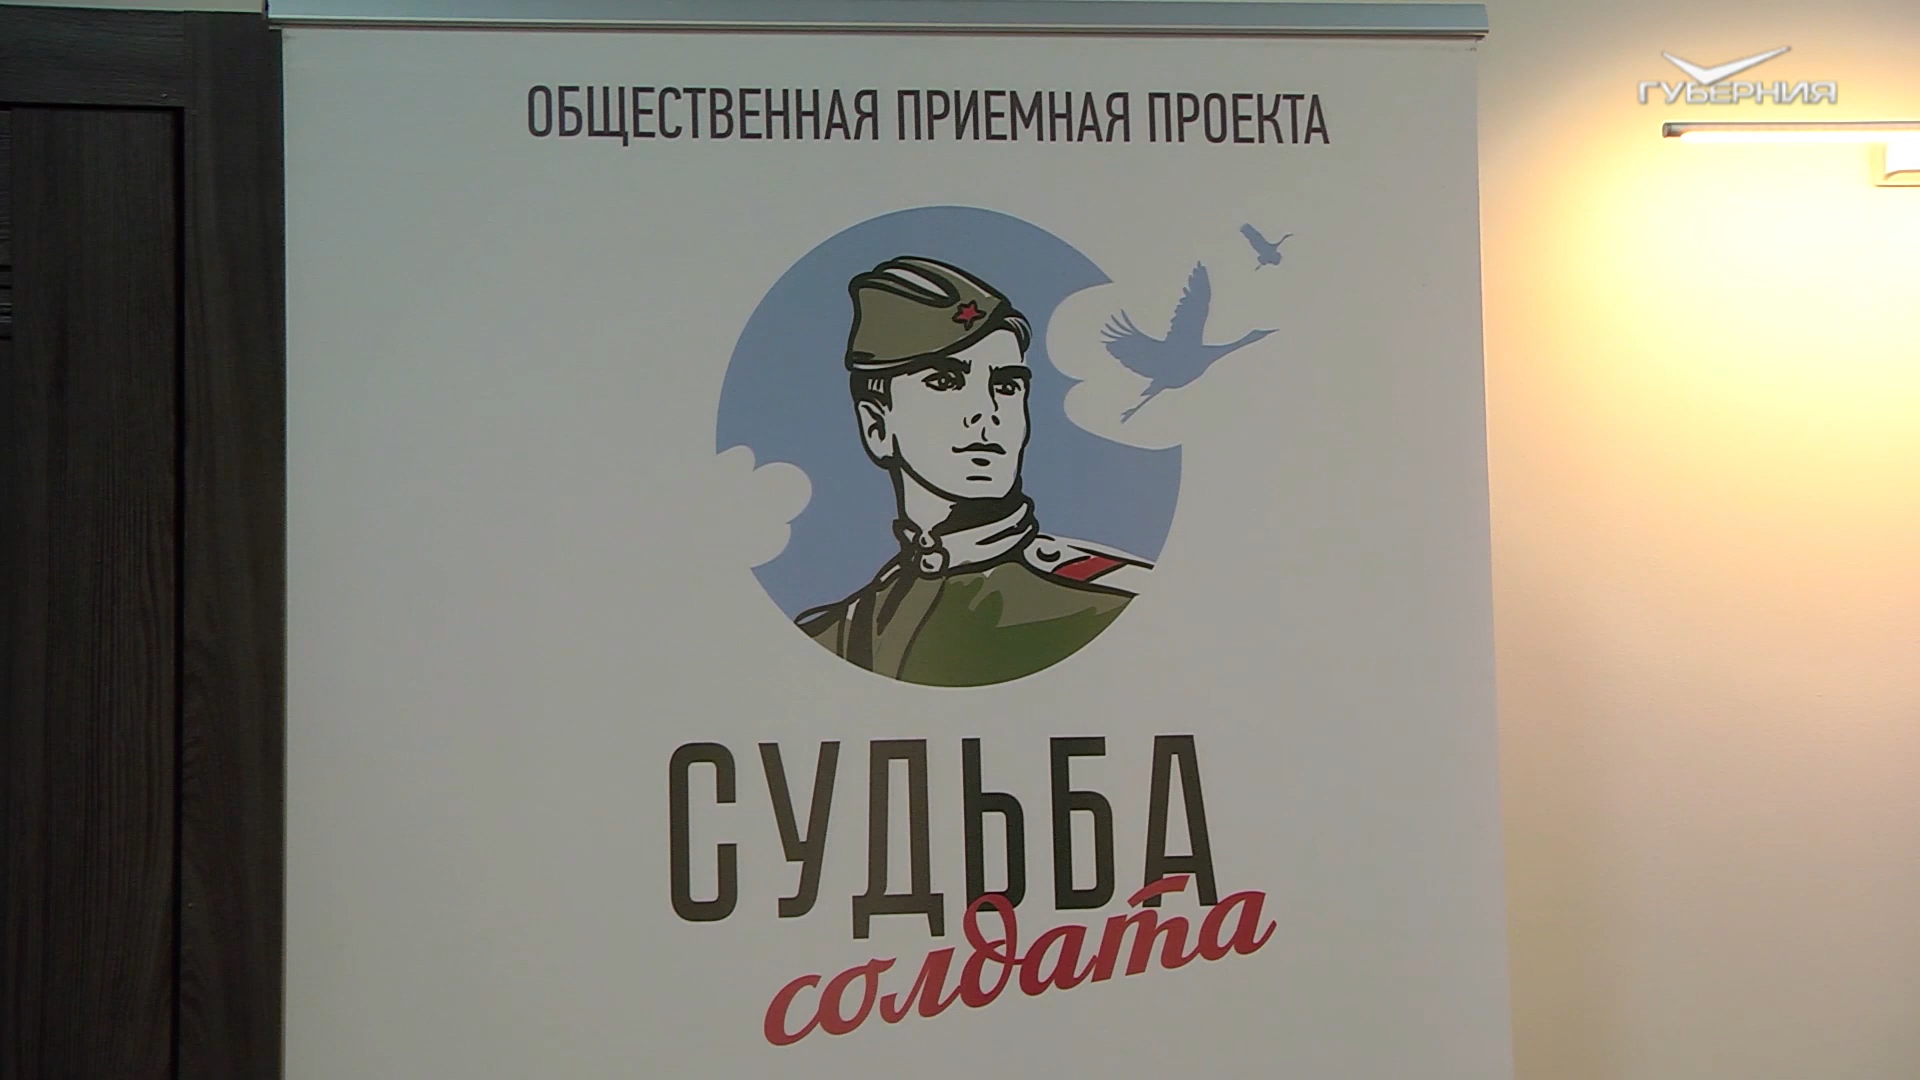 ГУБЕРНИЯ
ОБЩЕСТВЕННАЯ ПРИЕМНАЯ ПРОЕКТА
СУДЬБА
солдата